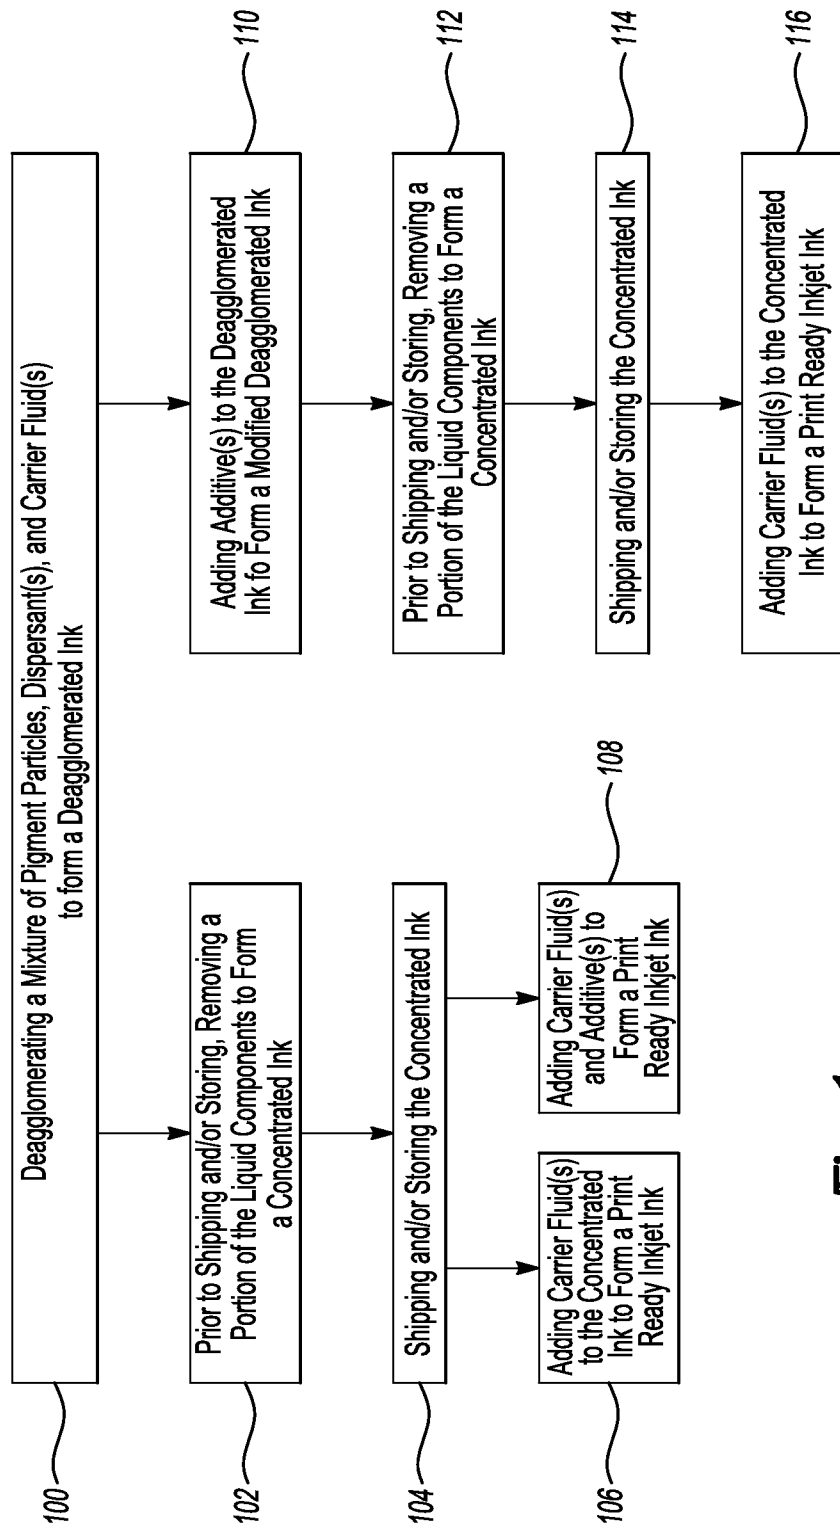 100
Deagglomerating a Mixture of Pigment Particles, Dispersant(s), and Carrier Fluid(s)
to form a Deagglomerated Ink
102
Prior to Shipping and/or Storing, Removing a
Portion of the Liquid Components to Form
a Concentrated Ink
104
Shipping and/or Storing the Concentrated Ink
106
Adding Carrier Fluid(s)
to the Concentrated
Ink to Form a Print
Ready Inkjet Ink
108
Adding Carrier Fluid(s)
and Additive(s) to
Form a Print
Ready Inkjet Ink
110
Adding Additive(s) to the Deagglomerated
Ink fo Form a Modified Deagglomerated Ink
112
Prior to Shipping and/or Storing, Removing a
Portion of the Liquid Components to Form a
Concentrated Ink
114
Shipping and/or Storing the Concentrated Ink
116
Adding Carrier Fluid(s) to the Concentrated
Ink to Form a Print Ready Inkjet Ink